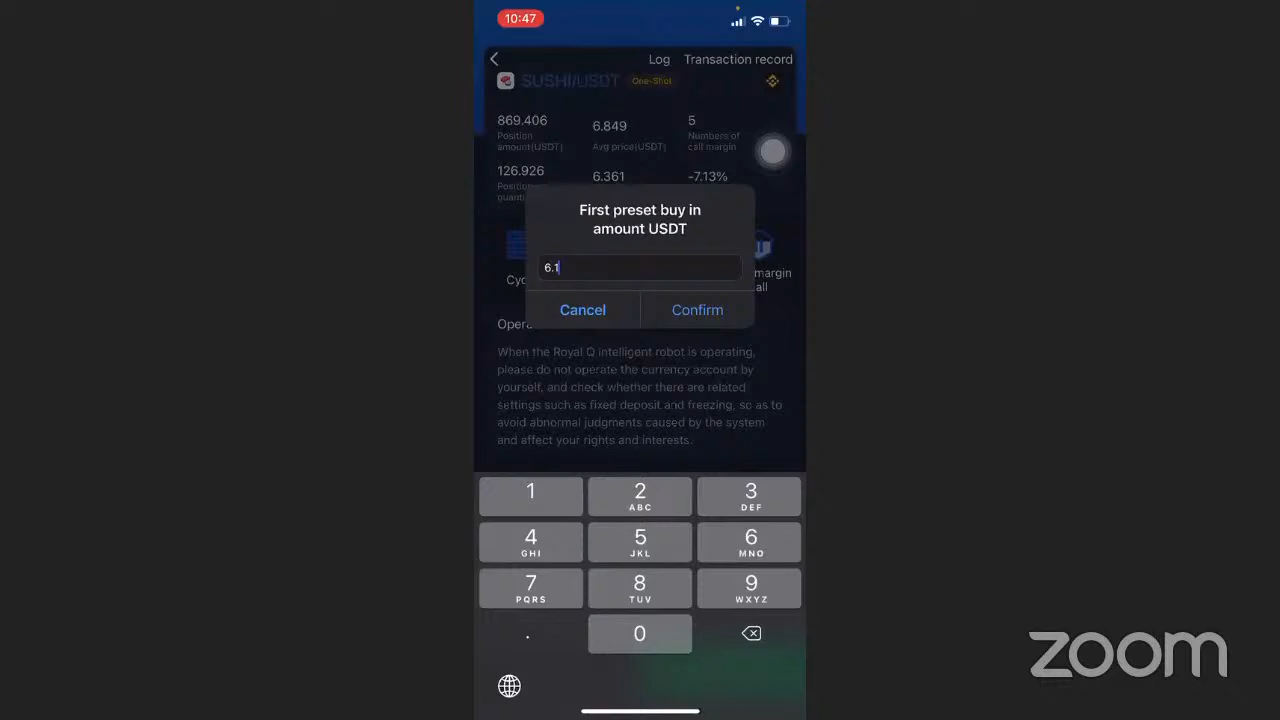 10:47
Log Transaction record
SUSHI/USDT One-Shot
869.406 6.849 5
Position Numbers of
amount(USDT) Avg price(USDT) call margin
126.926 6.361 -7.13%
First preset buy in
amount USDT
6.1
margin
Cancel Confirm
When the Royal Q intelligent robot is operating,
please do not operate the currency account by
yourself, and check whether there are related
settings such as fixed deposit and freezing, so as to
avoid abnormal judgments caused by the system
and affect your rights and interests.
1 2 3
ABC DEF
4 5 6
GHI JKL MNO
7 8 9
PQRS TUV WXYZ
. 0
zoom